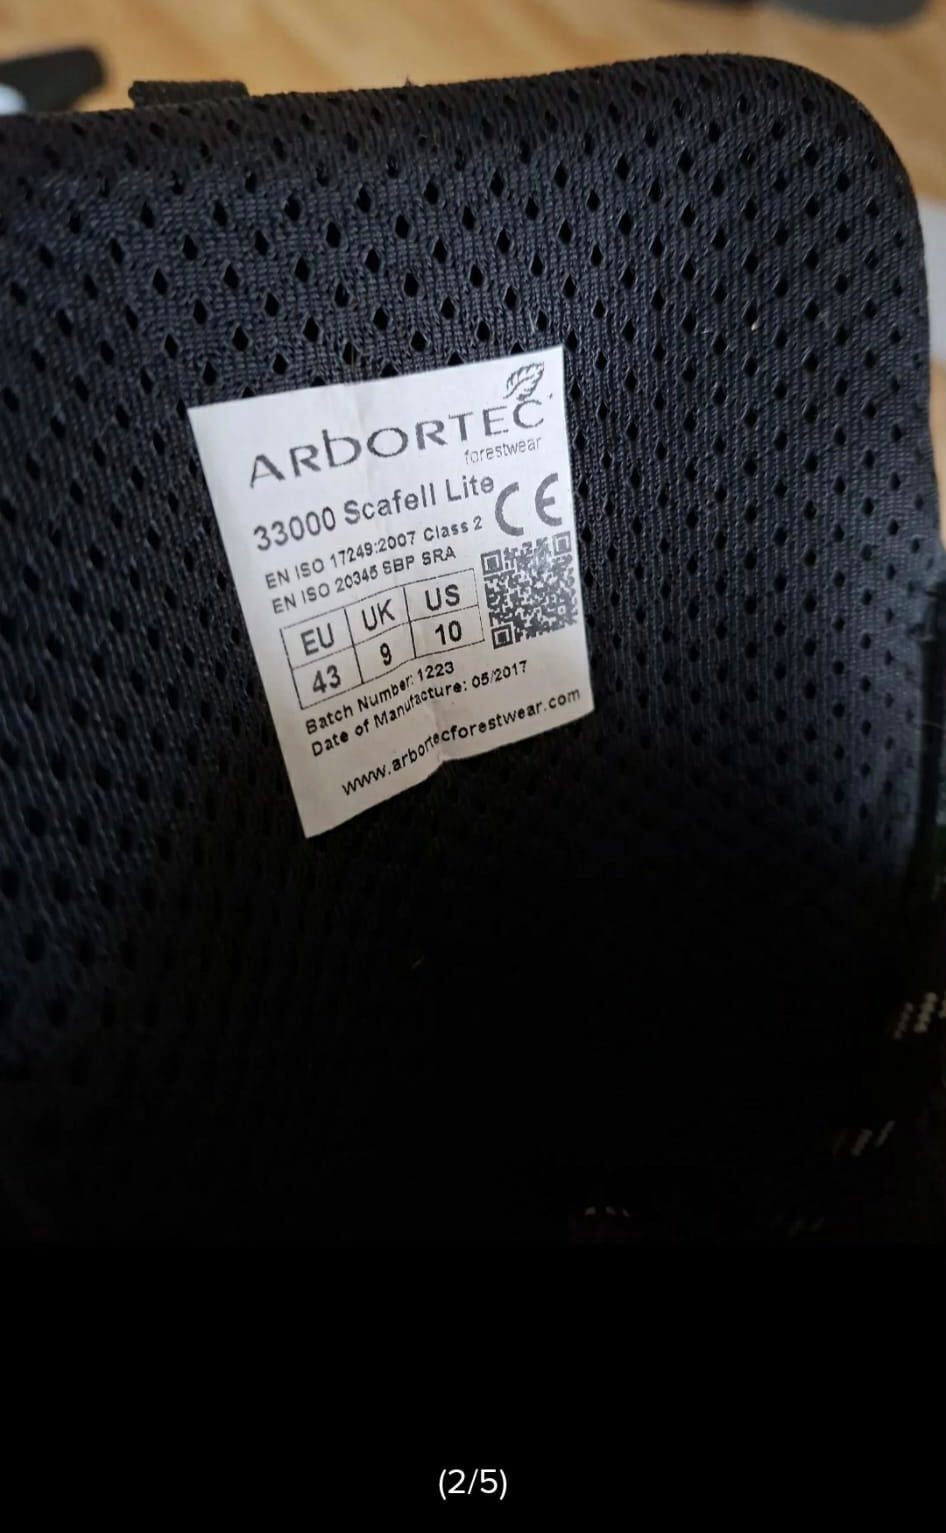 ARBORTEC
forestwear
33000 Scafell Lite
CE
EN ISO 17249:2007 Class 2
EN ISO 20345 SBP SRA
EU UK US
43 9 10
Batch Number: 1223
Date of Manufacture: 05/2017
www.arbortecforestwear.com
(2/5)